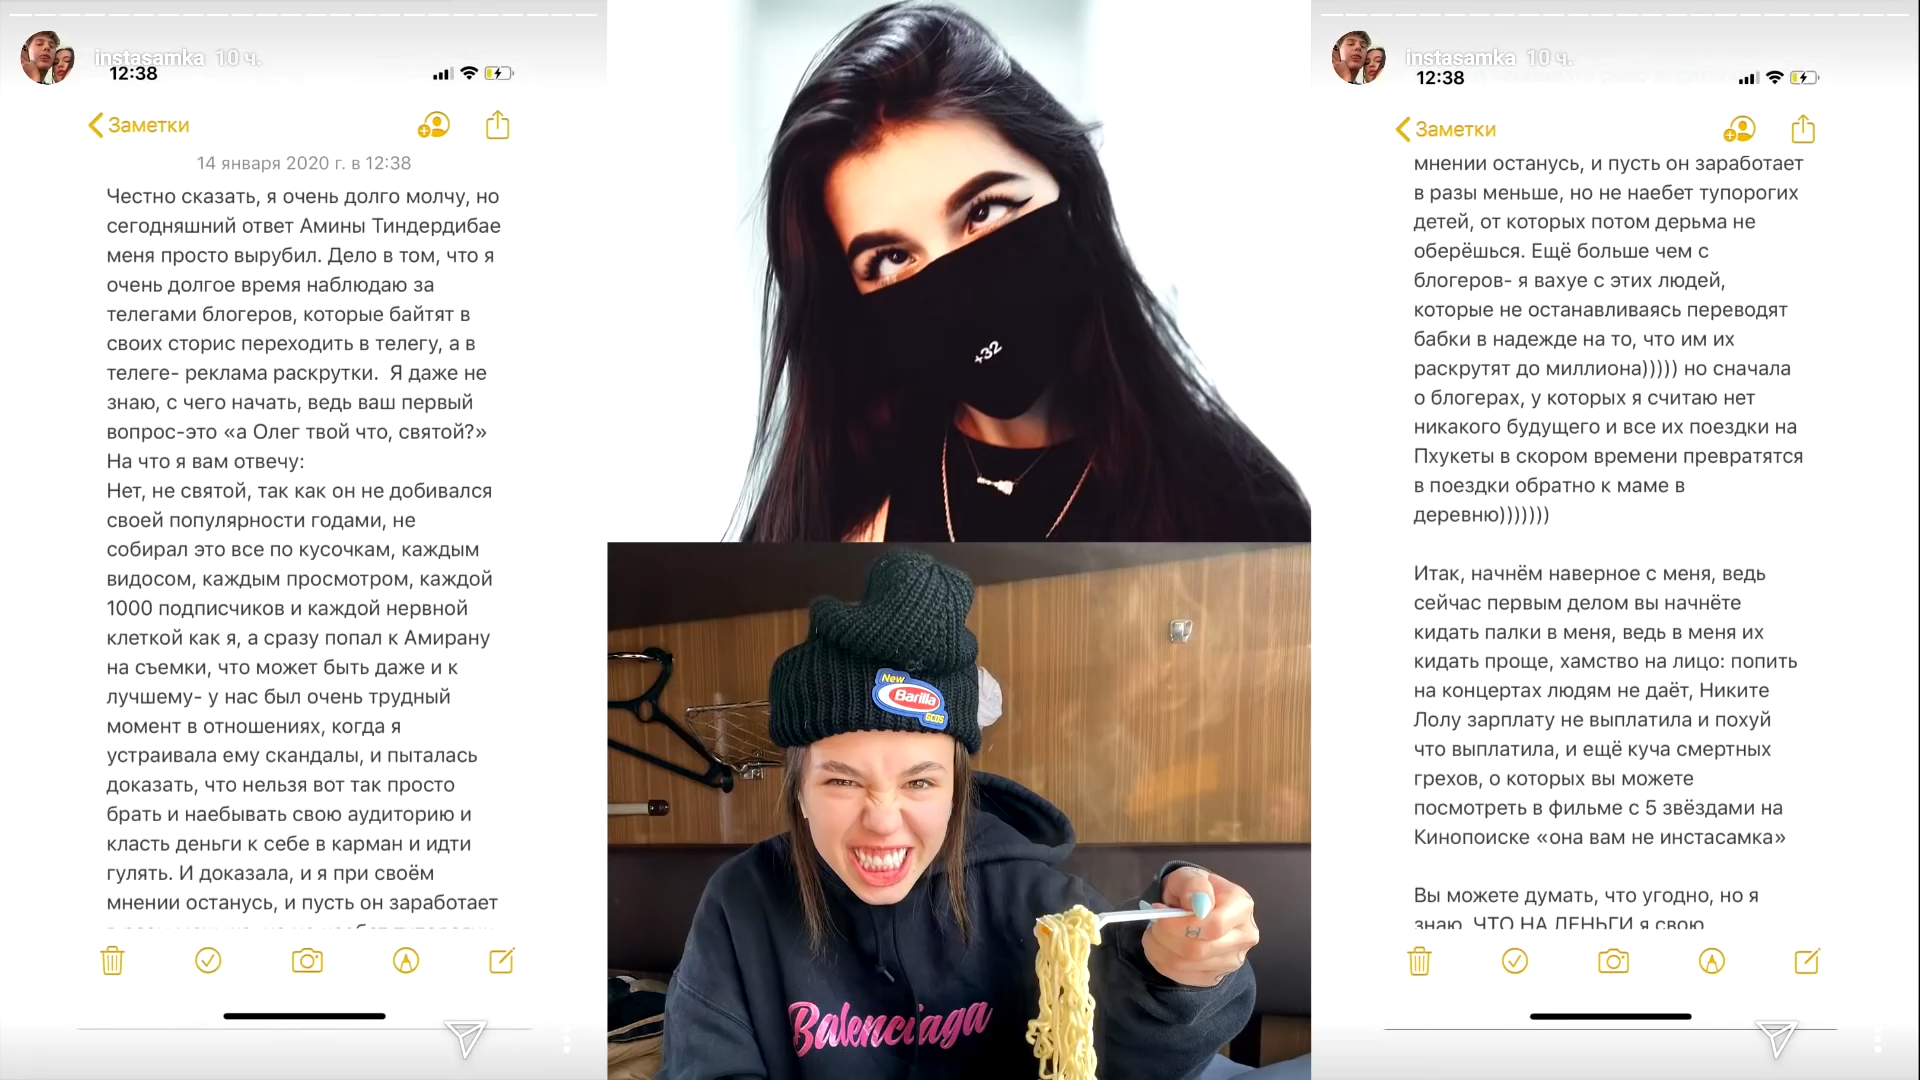 instasamka 10 ч.
12:38
Заметки
14 января 2020 г. в 12:38
Честно сказать, я очень долго молчу, но
сегодняшний ответ Амины Тиндердибае
меня просто вырубил. Дело в том, что я
очень долгое время наблюдаю за
телегами блогеров, которые байтят в
своих сторис переходить в телегу, а в
телеге- реклама раскрутки.  Я даже не
знаю, с чего начать, ведь ваш первый
вопрос-это «а Олег твой что, святой?»
На что я вам отвечу:
Нет, не святой, так как он не добивался
своей популярности годами, не
собирал это все по кусочкам, каждым
видосом, каждым просмотром, каждой
1000 подписчиков и каждой нервной
клеткой как я, а сразу попал к Амирану
на съемки, что может быть даже и к
лучшему- у нас был очень трудный
момент в отношениях, когда я
устраивала ему скандалы, и пыталась
доказать, что нельзя вот так просто
брать и наебывать свою аудиторию и
класть деньги к себе в карман и идти
гулять. И доказала, и я при своём
мнении останусь, и пусть он заработает
+32
New
Barilla
GCDS
Balenciaga
instasamka 10 ч.
12:38
Заметки
мнении останусь, и пусть он заработает
в разы меньше, но не наебет тупорогих
детей, от которых потом дерьма не
оберёшься. Ещё больше чем с
блогеров- я вахуе с этих людей,
которые не останавливаясь переводят
бабки в надежде на то, что им их
раскрутят до миллиона))))) но сначала
о блогерах, у которых я считаю нет
никакого будущего и все их поездки на
Пхукеты в скором времени превратятся
в поездки обратно к маме в
деревню)))))))
Итак, начнём наверное с меня, ведь
сейчас первым делом вы начнёте
кидать палки в меня, ведь в меня их
кидать проще, хамство на лицо: попить
на концертах людям не даёт, Никите
Лолу зарплату не выплатила и похуй
что выплатила, и ещё куча смертных
грехов, о которых вы можете
посмотреть в фильме с 5 звёздами на
Кинопоиске «она вам не инстасамка»
Вы можете думать, что угодно, но я
знаю, ЧТО НА ДЕНЬГИ я свою